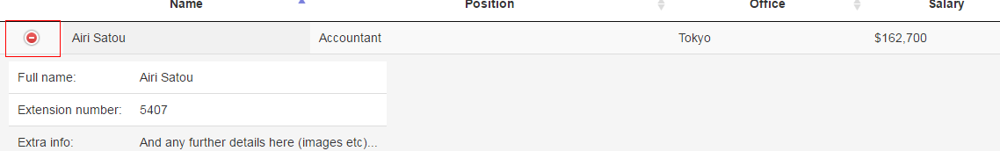 Name Position Office Salary
Airi Satou Accountant Tokyo $162,700
Full name: Airi Satou
Extension number: 5407
Extra info: And any further details here (images etc)...